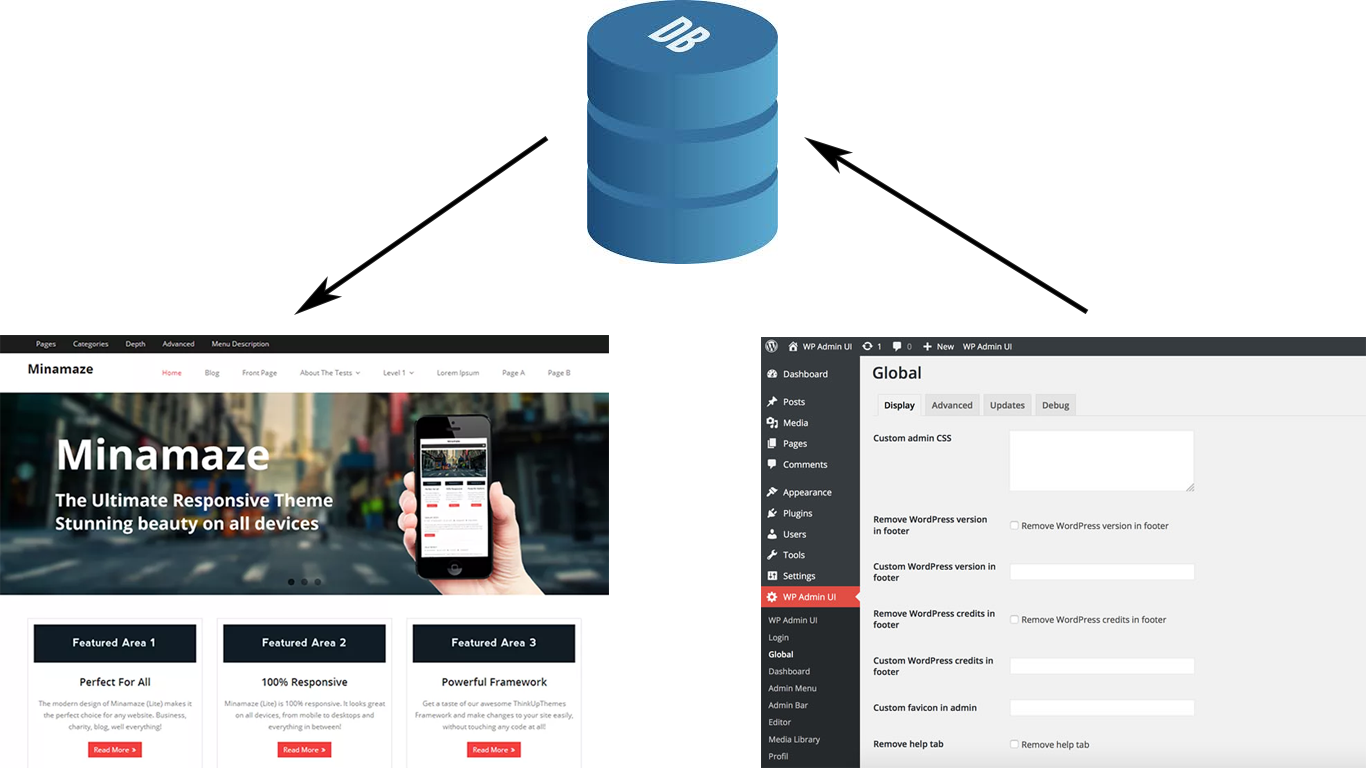 DB
Pages Categories Depth Advanced Menu Description
Minamaze
Home Blog Front Page About The Tests Level 1 Lorem Ipsum Page A Page B
Minamaze
The Ultimate Responsive Theme
Stunning beauty on all devices
Featured Area 1
Perfect For All
The modern design of Minamaze (Lite) makes it
the perfect choice for any website. Business,
charity, blog, well everything!
Read More »
Featured Area 2
100% Responsive
Minamaze (Lite) is 100% responsive. It looks great
on all devices, from mobile to desktops and
everything in between!
Read More »
Featured Area 3
Powerful Framework
Get a taste of our awesome ThinkUpThemes
Framework and make changes to your site easily,
without touching any code at all!
Read More »
WP Admin UI 1 0 + New WP Admin UI
Dashboard
Posts
Media
Pages
Comments
Appearance
Plugins
Users
Tools
Settings
WP Admin UI
WP Admin UI
Login
Global
Dashboard
Admin Menu
Admin Bar
Editor
Media Library
Profil
Global
Display Advanced Updates Debug
Custom admin CSS
Remove WordPress version
in footer
Remove WordPress version in footer
Custom WordPress version in
footer
Remove WordPress credits in
footer
Remove WordPress credits in footer
Custom WordPress credits in
footer
Custom favicon in admin
Remove help tab
Remove help tab